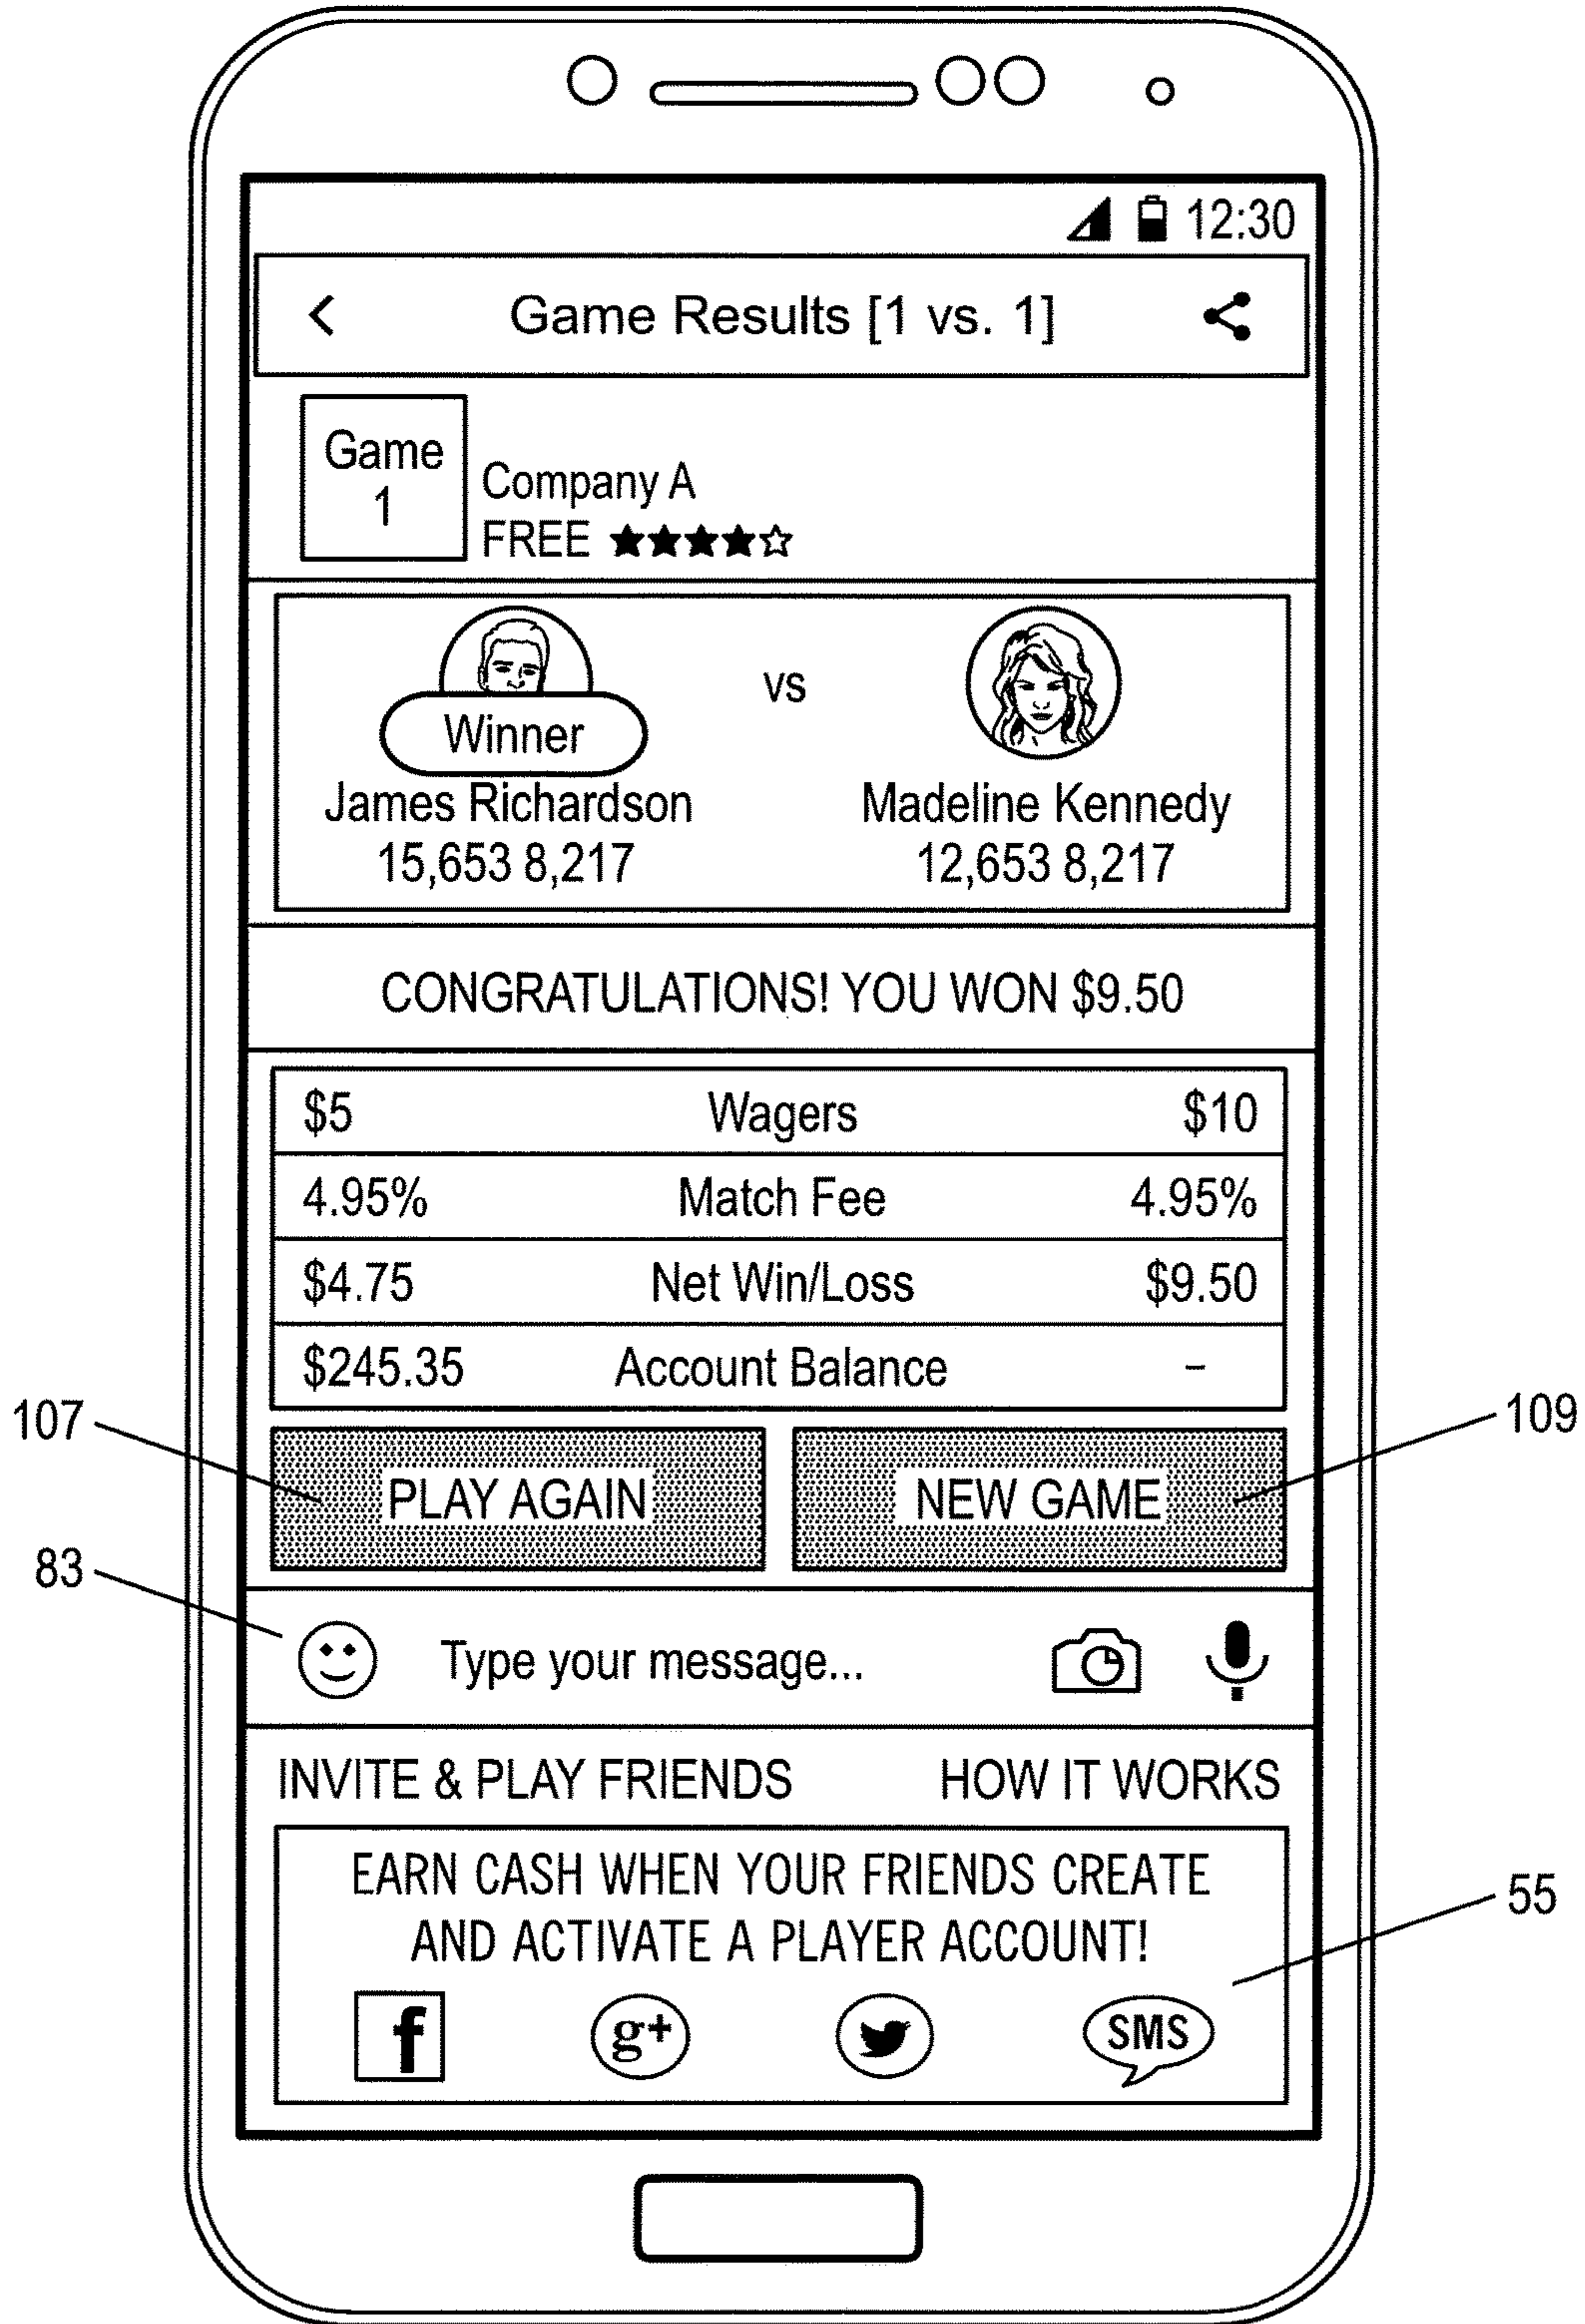 12:30
Game Results [1 vs. 1]
Game
1
Company A
FREE
vs
Winner
James Richardson
Madeline Kennedy
15,653 8,217
12,653 8,217
CONGRATULATIONS! YOU WON $9.50
$5 Wagers $10
4.95% Match Fee 4.95%
$4.75 Net Win/Loss $9.50
$245.35 Account Balance –
107
109
PLAY AGAIN
NEW GAME
83
Type your message...
INVITE & PLAY FRIENDS
HOW IT WORKS
EARN CASH WHEN YOUR FRIENDS CREATE
AND ACTIVATE A PLAYER ACCOUNT!
55
f
g+
SMS